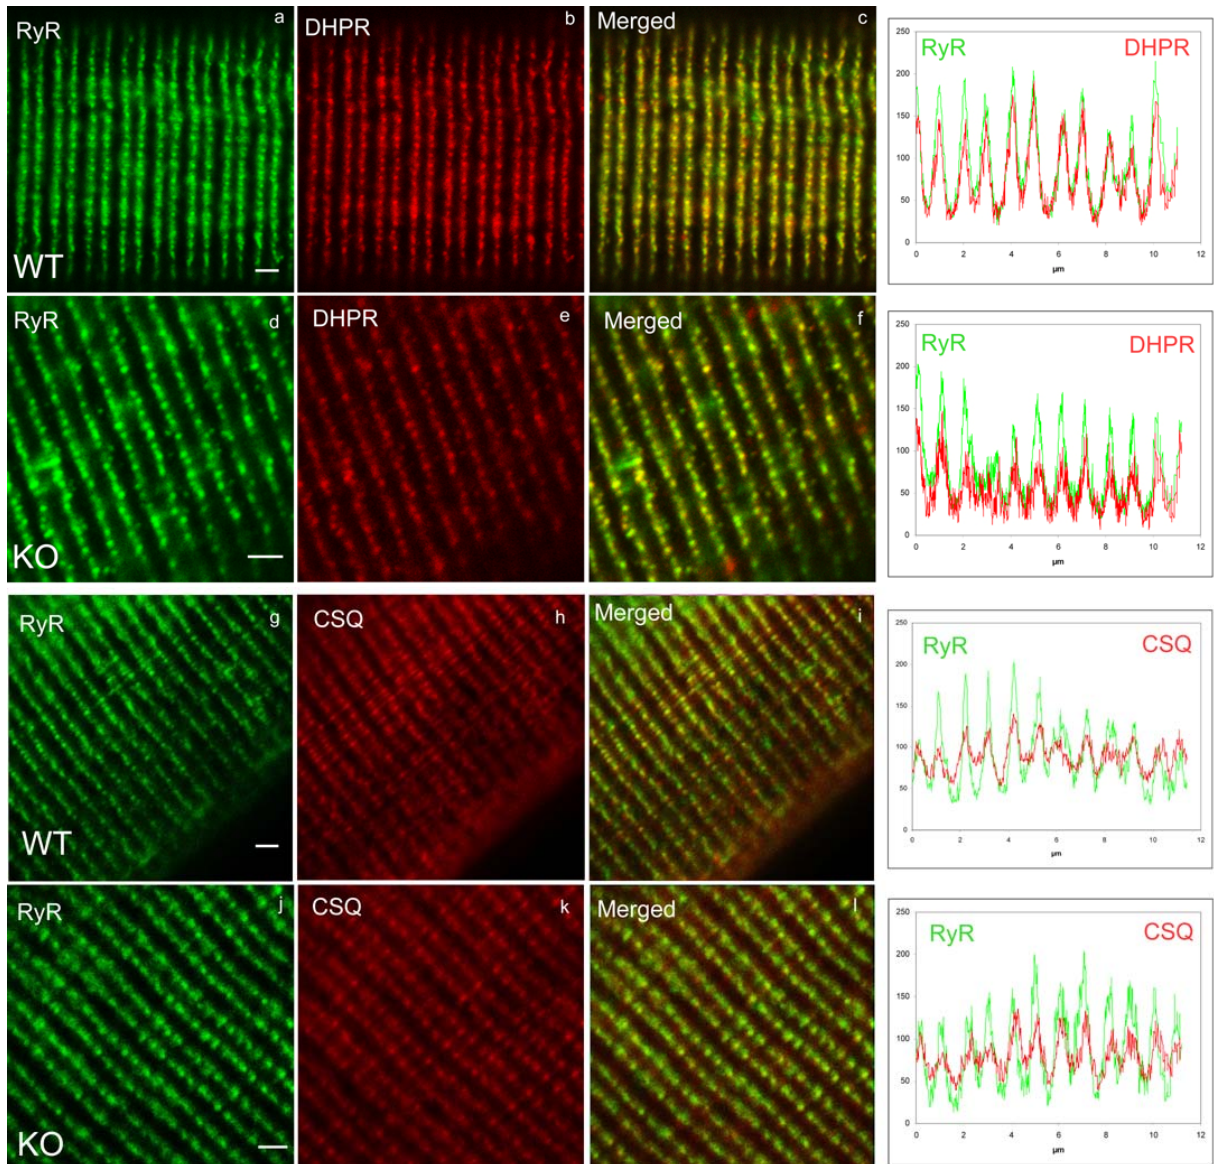 RyR a DHPR b Merged c
WT
250
200
150
100
50
0
RyR DHPR
0 2 4 6 8 10 12
µm
RyR d DHPR e Merged f
KO
250
200
150
100
50
0
RyR DHPR
0 2 4 6 8 10 12
µm
RyR g CSQ h Merged i
WT
250
200
150
100
50
0
RyR CSQ
0 2 4 6 8 10 12
µm
RyR j CSQ k Merged l
KO
250
200
150
100
50
0
RyR CSQ
0 2 4 6 8 10 12
µm